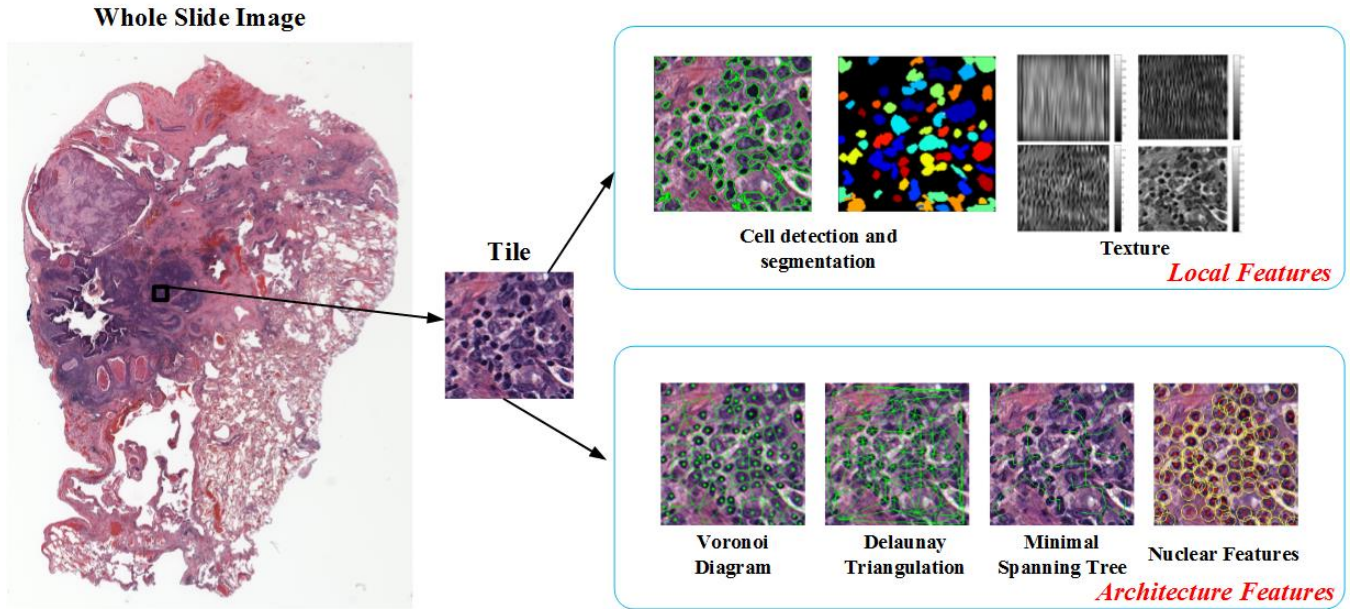 Whole Slide Image
Tile
Cell detection and
segmentation
Texture
Local Features
Voronoi
Diagram
Delaunay
Triangulation
Minimal
Spanning Tree
Nuclear Features
Architecture Features